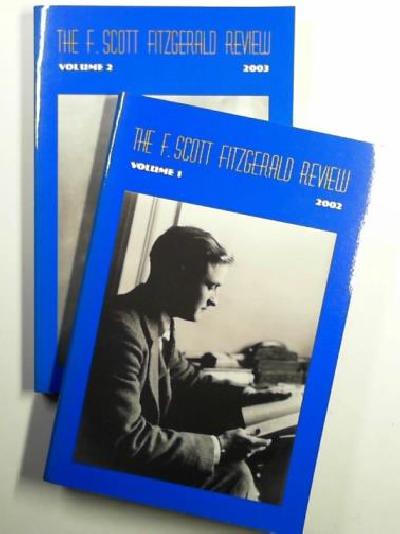 THE F. SCOTT FITZGERALD REVIEW
VOLUME 2 2003
THE F. SCOTT FITZGERALD REVIEW
VOLUME 1 2002